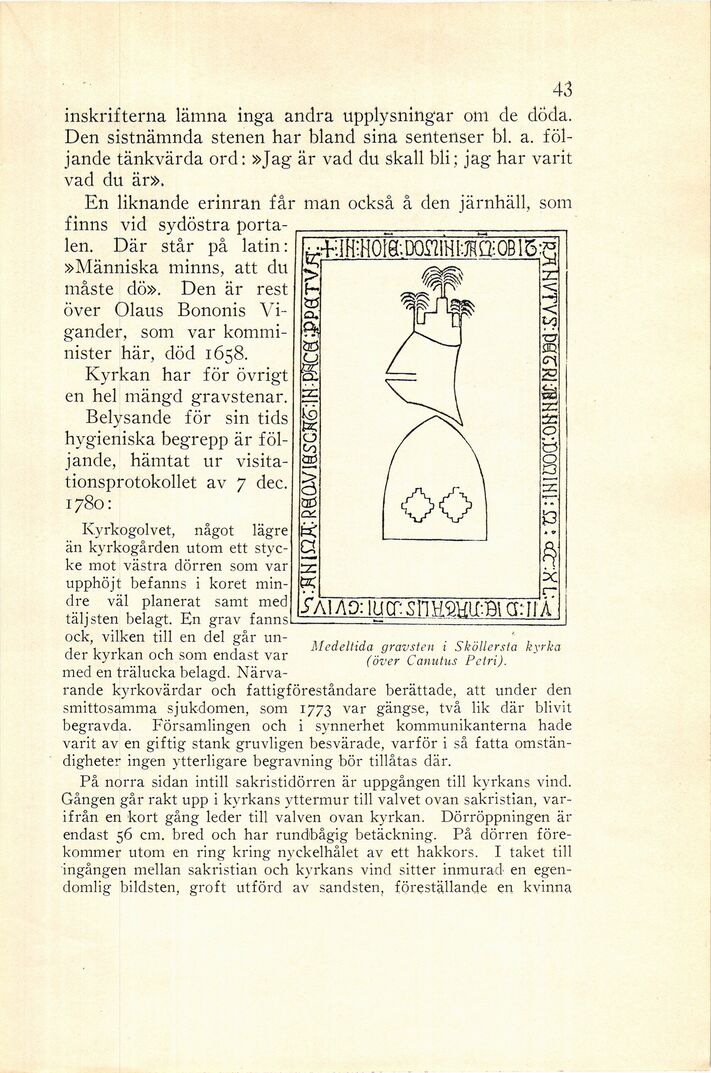 43
inskrifterna lämna inga andra upplysningar om de döda.
Den sistnämnda stenen har bland sina sentenser bl. a. föl-
jande tänkvärda ord: »Jag är vad du skall bli; jag har varit
vad du är».
En liknande erinran får man också å den järnhäll, som
finns vid sydöstra porta-
len. Där står på latin:
»Människa minns, att du
måste dö». Den är rest
över Olaus Bononis Vi-
gander, som var kommi-
nister här, död 1658.
Kyrkan har för övrigt
en hel mängd gravstenar.
Belysande för sin tids
hygieniska begrepp är föl-
jande, hämtat ur visita-
tionsprotokollet av 7 dec.
1780:
Kyrkogolvet, något lägre
än kyrkogården utom ett styc-
ke mot västra dörren som var
upphöjt befanns i koret min-
dre väl planerat samt med
täljsten belagt. En grav fanns
ock, vilken till en del går un-
der kyrkan och som endast var
med en trälucka belagd. Närva-
rande kyrkovärdar och fattigföreståndare berättade, att under den
smittosamma sjukdomen, som 1773 var gängse, två lik där blivit
begravda. Församlingen och i synnerhet kommunikanterna hade
varit av en giftig stank gruvligen besvärade, varför i så fatta omstän-
digheter ingen ytterligare begravning bör tillåtas där.
På norra sidan intill sakristidörren är uppgången till kyrkans vind.
Gången går rakt upp i kyrkans yttermur till valvet ovan sakristian, var-
ifrån en kort gång leder till valven ovan kyrkan. Dörröppningen är
endast 56 cm. bred och har rundbågig betäckning. På dörren före-
kommer utom en ring kring nyckelhålet av ett hakkors. I taket till
ingången mellan sakristian och kyrkans vind sitter inmurad en egen-
domlig bildsten, groft utförd av sandsten, föreställande en kvinna
+:IN:NOIE:DOMINI:
Medeltida gravsten i Sköllersta kyrka
(över Canutus Petri).